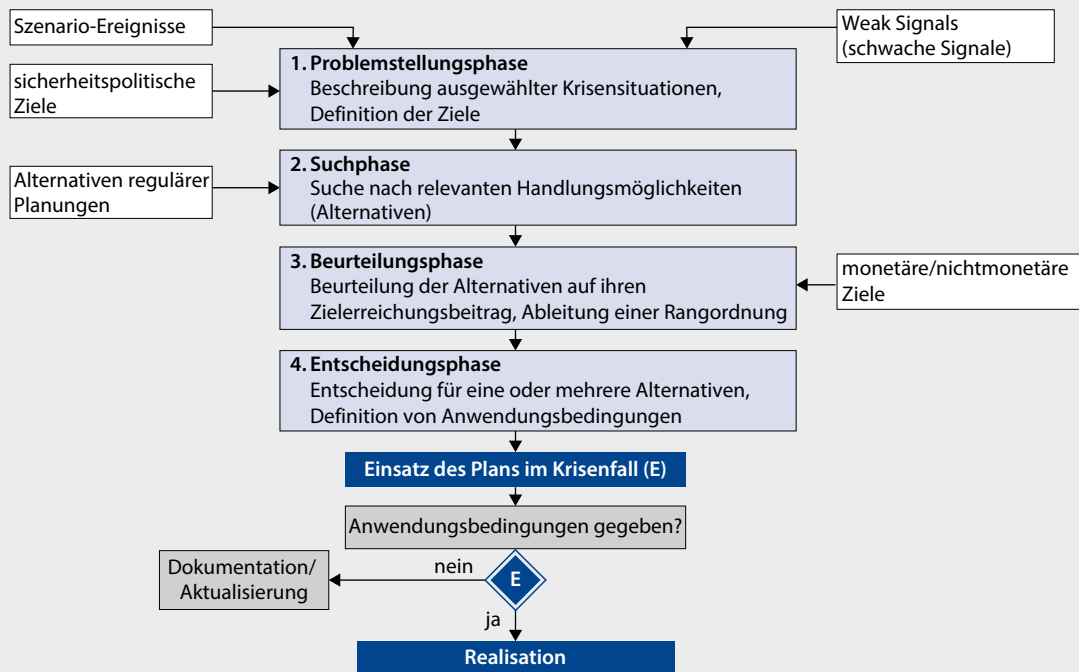 Szenario-Ereignisse
Weak Signals
(schwache Signale)
sicherheitspolitische
Ziele
1. Problemstellungsphase
Beschreibung ausgewählter Krisensituationen,
Definition der Ziele
Alternativen regulärer
Planungen
2. Suchphase
Suche nach relevanten Handlungsmöglichkeiten
(Alternativen)
3. Beurteilungsphase
Beurteilung der Alternativen auf ihren
Zielerreichungsbeitrag, Ableitung einer Rangordnung
monetäre/nichtmonetäre
Ziele
4. Entscheidungsphase
Entscheidung für eine oder mehrere Alternativen,
Definition von Anwendungsbedingungen
Einsatz des Plans im Krisenfall (E)
Anwendungsbedingungen gegeben?
Dokumentation/
Aktualisierung
nein
E
ja
Realisation